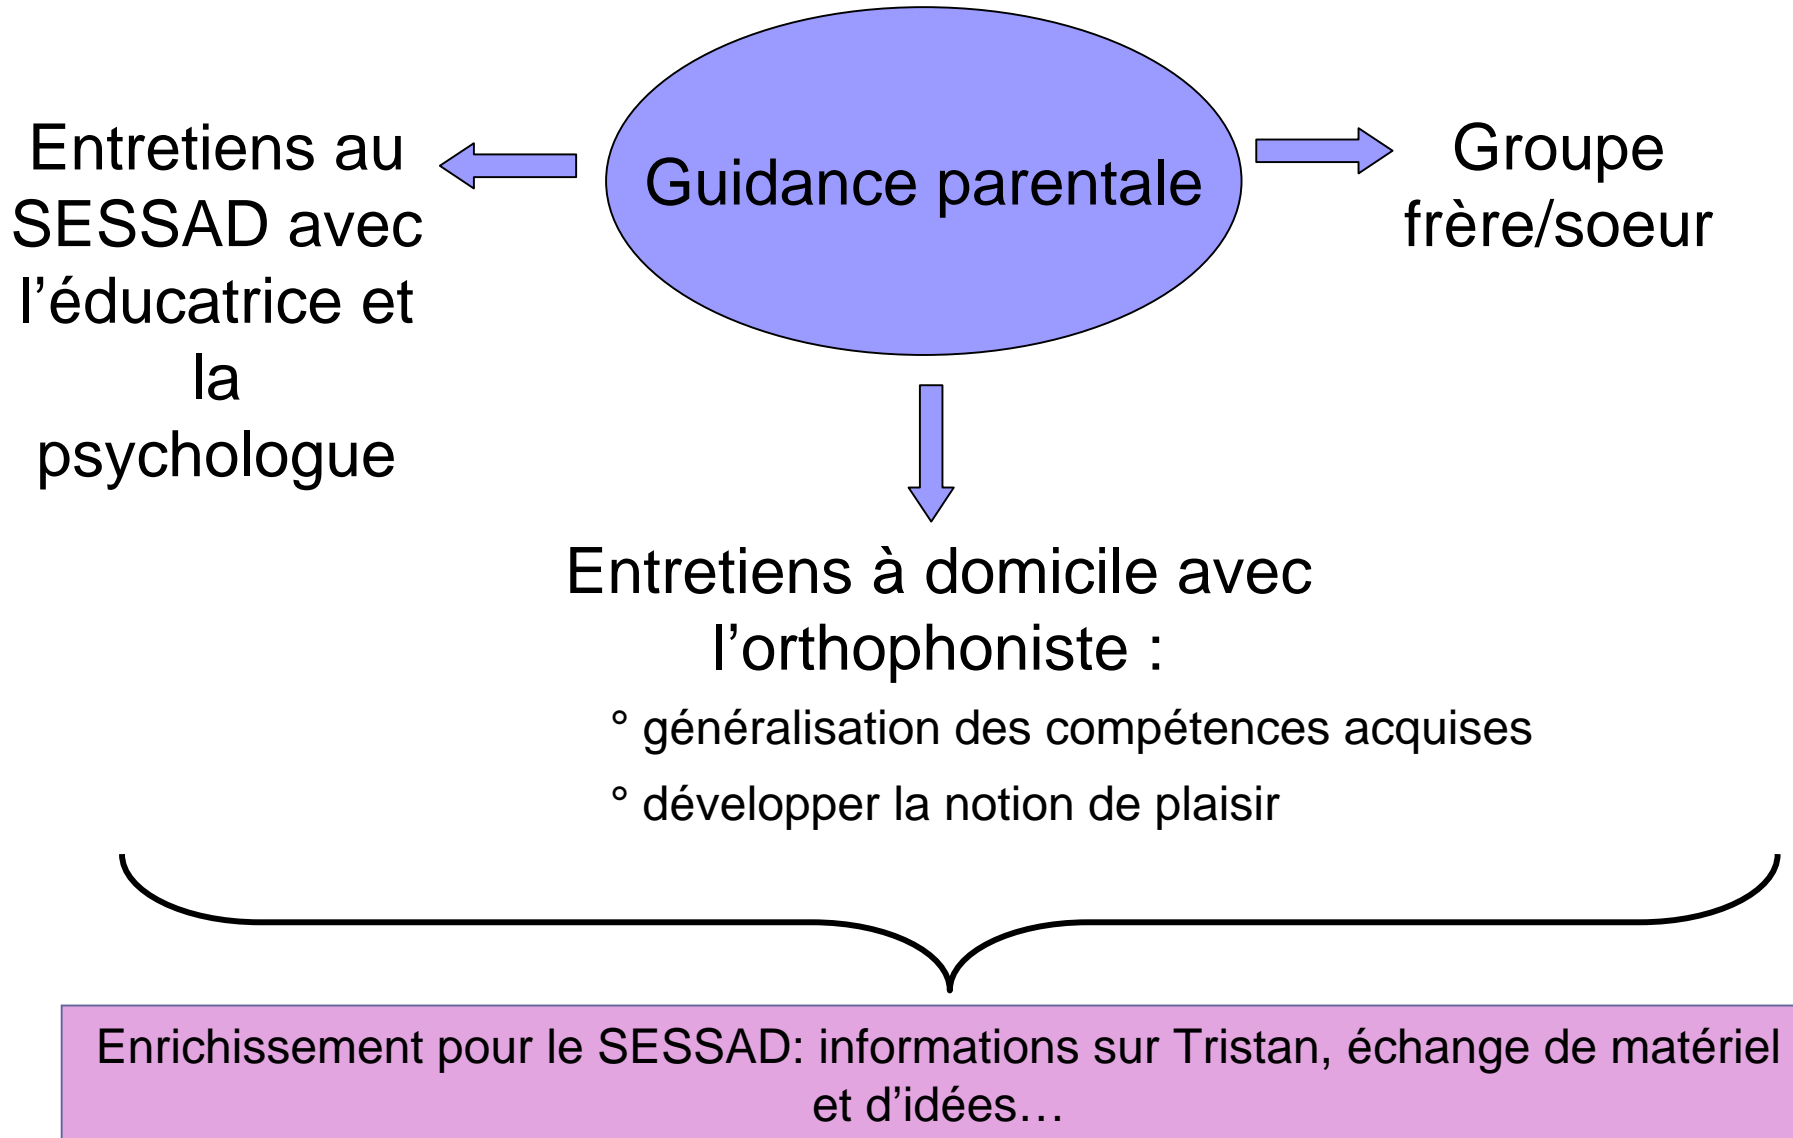 Guidance parentale
Entretiens au
SESSAD avec
l’éducatrice et
la
psychologue
Groupe
frère/soeur
Entretiens à domicile avec
l’orthophoniste :
° généralisation des compétences acquises
° développer la notion de plaisir
Enrichissement pour le SESSAD: informations sur Tristan, échange de matériel
et d’idées…